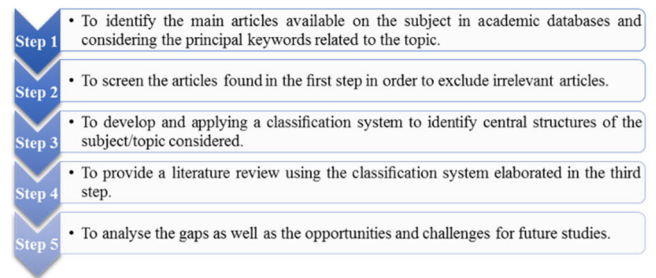 Step 1
• To identify the main articles available on the subject in academic databases and
considering the principal keywords related to the topic.
Step 2
• To screen the articles found in the first step in order to exclude irrelevant articles.
Step 3
• To develop and applying a classification system to identify central structures of the
subject/topic considered.
Step 4
• To provide a literature review using the classification system elaborated in the third
step.
Step 5
• To analyse the gaps as well as the opportunities and challenges for future studies.